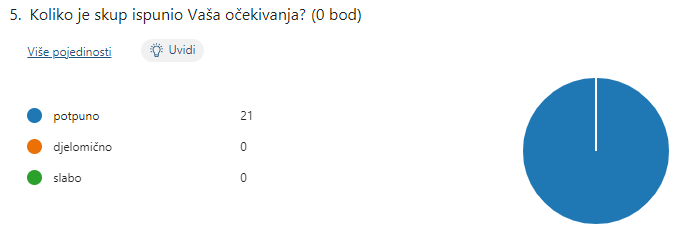 5. Koliko je skup ispunio Vaša očekivanja? (0 bod)
Više pojedinosti
Uvidi
potpuno 21
djelomično 0
slabo 0